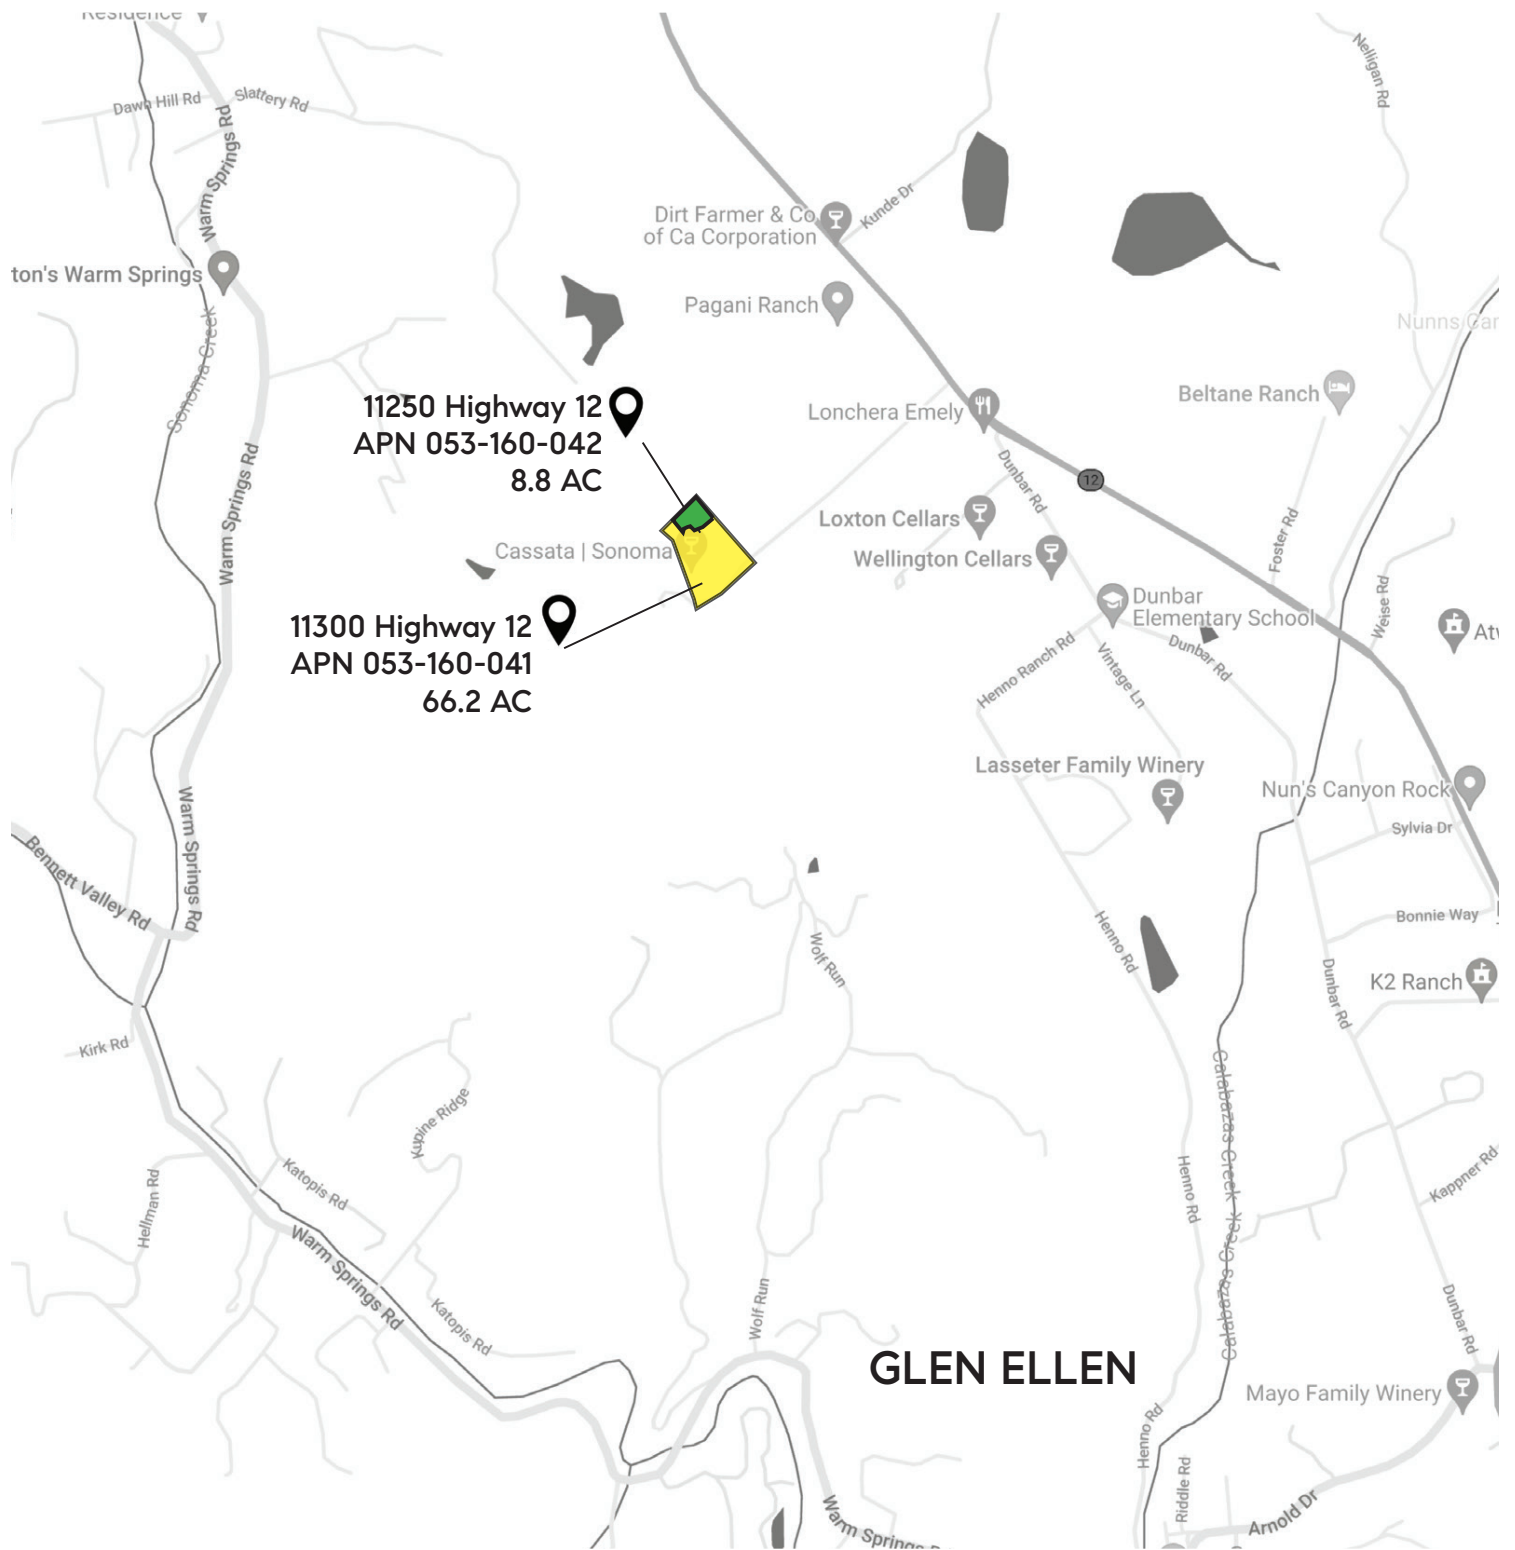 Residence
Dawn Hill Rd
Slattery Rd
Warm Springs Rd
Nelligan Rd
Kunde Dr
Dirt Farmer & Co
of Ca Corporation
ton's Warm Springs
Pagani Ranch
Sonoma Creek
Nunns Can
11250 Highway 12
APN 053-160-042
8.8 AC
Beltane Ranch
Lonchera Emely
12
Dunbar Rd
Warm Springs Rd
Loxton Cellars
Foster Rd
Cassata | Sonoma
Wellington Cellars
Weise Rd
Dunbar
Elementary School
11300 Highway 12
APN 053-160-041
66.2 AC
Atw
Henno Ranch Rd
Vintage Ln
Dunbar Rd
Lasseter Family Winery
Nun's Canyon Rock
Sylvia Dr
Warm Springs Rd
Bennett Valley Rd
Bonnie Way
Henno Rd
Wolf Run
K2 Ranch
Dunbar Rd
Kirk Rd
Calabazas Creek
Kupine Ridge
Katopis Rd
Hellman Rd
Henno Rd
Kappner Rd
Warm Springs Rd
Calabazas Creek
Wolf Run
Katopis Rd
Dunbar Rd
GLEN ELLEN
Mayo Family Winery
Henno Rd
Riddle Rd
Arnold Dr
Warm Springs R